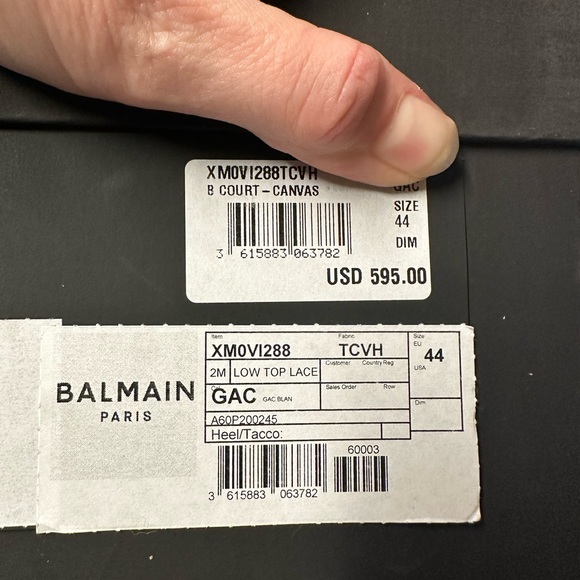 XM0VI288TCVH
B COURT-CANVAS
GAC
SIZE
44
DIM
3 615883 063782
USD 595.00
BALMAIN
PARIS
Item
Fabric
Size
XM0VI288
TCVH
EU
44
USA
2M
LOW TOP LACE
Customer
Country Reg
GAC
GAC BLAN
Sales Order
Row
Dim
A60P200245
Heel/Tacco:
60003
3 615883 063782